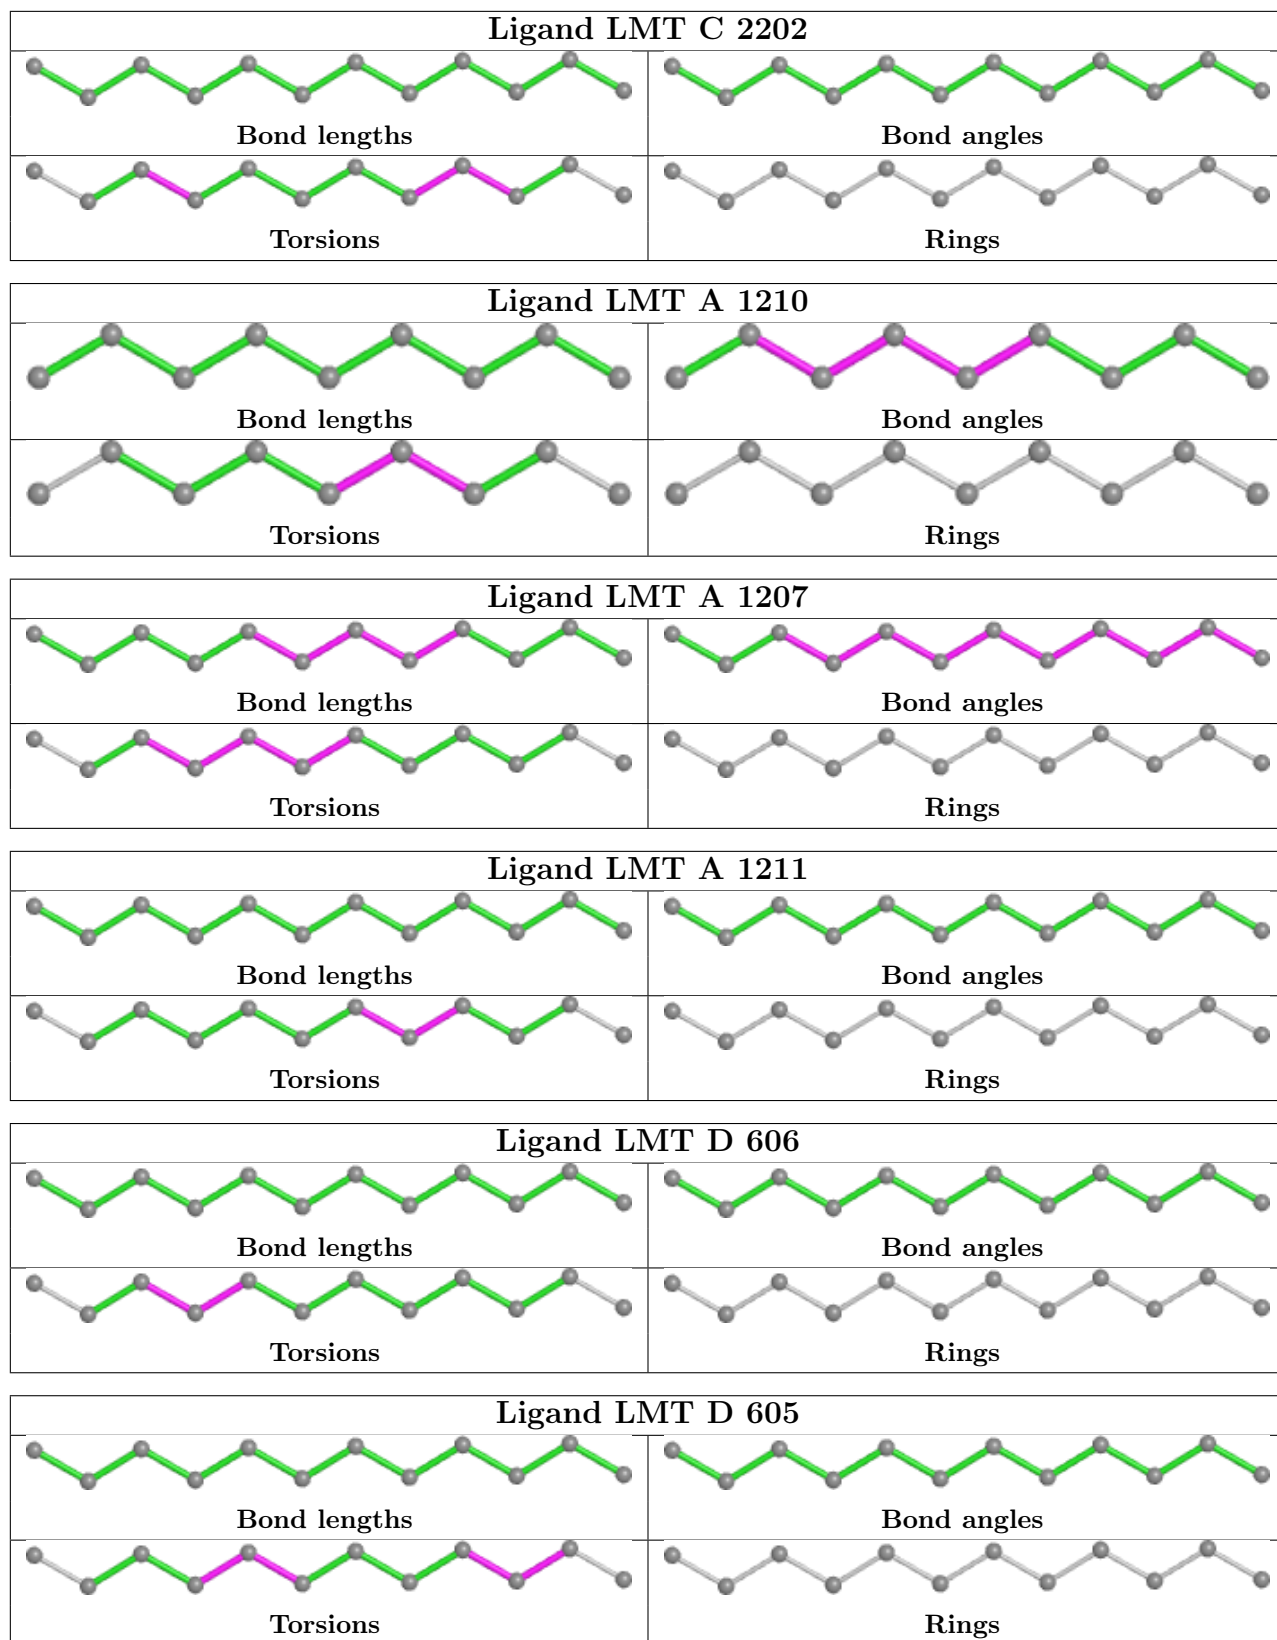 Ligand LMT C 2202
Bond lengths
Bond angles
Torsions
Rings
Ligand LMT A 1210
Bond lengths
Bond angles
Torsions
Rings
Ligand LMT A 1207
Bond lengths
Bond angles
Torsions
Rings
Ligand LMT A 1211
Bond lengths
Bond angles
Torsions
Rings
Ligand LMT D 606
Bond lengths
Bond angles
Torsions
Rings
Ligand LMT D 605
Bond lengths
Bond angles
Torsions
Rings